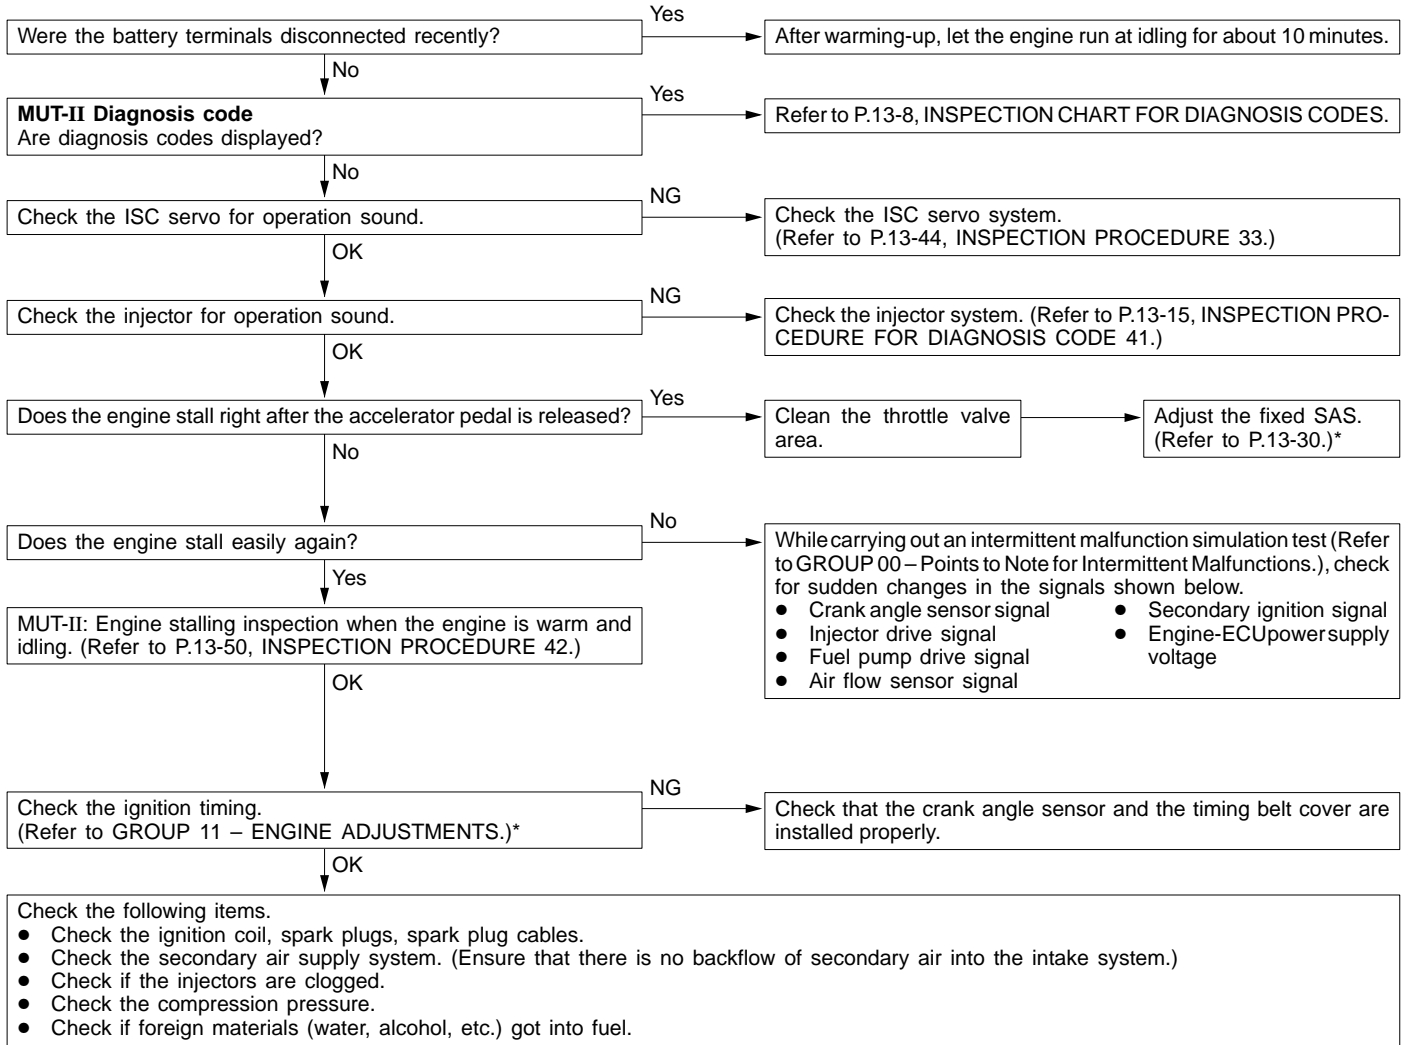 Were the battery terminals disconnected recently?
Yes
After warming-up, let the engine run at idling for about 10 minutes.
No
MUT-II Diagnosis code
Are diagnosis codes displayed?
Yes
Refer to P.13-8, INSPECTION CHART FOR DIAGNOSIS CODES.
No
Check the ISC servo for operation sound.
NG
Check the ISC servo system.
(Refer to P.13-44, INSPECTION PROCEDURE 33.)
OK
Check the injector for operation sound.
NG
Check the injector system. (Refer to P.13-15, INSPECTION PRO-
CEDURE FOR DIAGNOSIS CODE 41.)
OK
Does the engine stall right after the accelerator pedal is released?
Yes
Clean the throttle valve
area.
Adjust the fixed SAS.
(Refer to P.13-30.)*
No
Does the engine stall easily again?
No
While carrying out an intermittent malfunction simulation test (Refer
to GROUP 00 – Points to Note for Intermittent Malfunctions.), check
for sudden changes in the signals shown below.
● Crank angle sensor signal
● Injector drive signal
● Fuel pump drive signal
● Air flow sensor signal
● Secondary ignition signal
● Engine-ECU power supply
voltage
Yes
MUT-II: Engine stalling inspection when the engine is warm and
idling. (Refer to P.13-50, INSPECTION PROCEDURE 42.)
OK
Check the ignition timing.
(Refer to GROUP 11 – ENGINE ADJUSTMENTS.)*
NG
Check that the crank angle sensor and the timing belt cover are
installed properly.
OK
Check the following items.
● Check the ignition coil, spark plugs, spark plug cables.
● Check the secondary air supply system. (Ensure that there is no backflow of secondary air into the intake system.)
● Check if the injectors are clogged.
● Check the compression pressure.
● Check if foreign materials (water, alcohol, etc.) got into fuel.